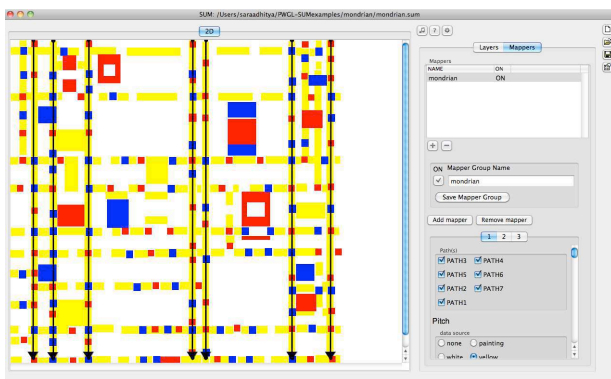 SUM: /Users/saraadhitya/PWGL-SUMexamples/mondrian/mondrian.sum
2D
?
Layers Mappers
Mappers
NAME ON
mondrian ON
ON Mapper Group Name
mondrian
Save Mapper Group
Add mapper Remove mapper
1 2 3
Path(s)
PATH3 PATH4
PATH5 PATH6
PATH2 PATH7
PATH1
Pitch
data source
none painting
white yellow